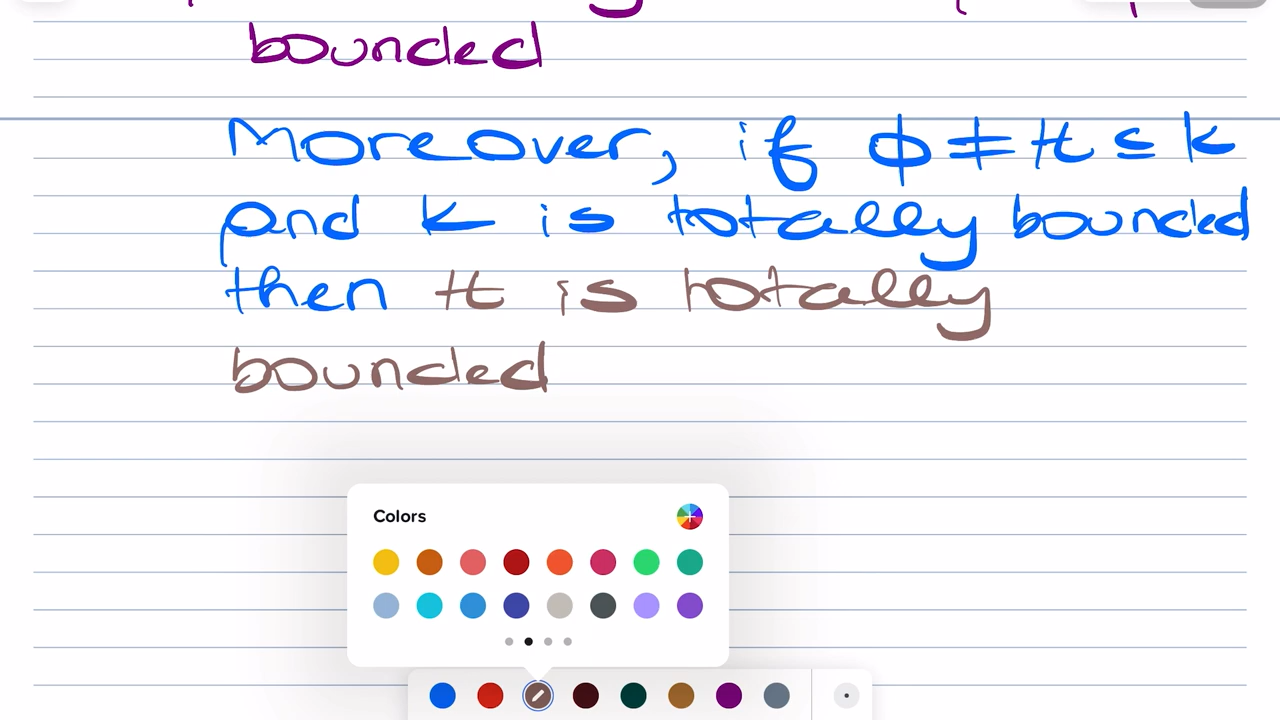 bounded
Moreover, if ϕ ≠ H ⊆ K
and K is totally bounded
then H is totally
bounded
Colors